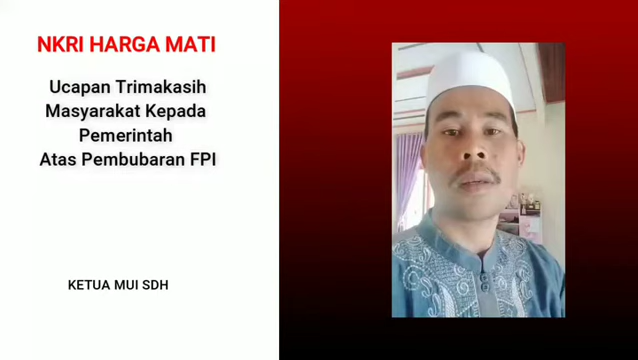 NKRI HARGA MATI
Ucapan Trimakasih
Masyarakat Kepada
Pemerintah
Atas Pembubaran FPI
KETUA MUI SDH